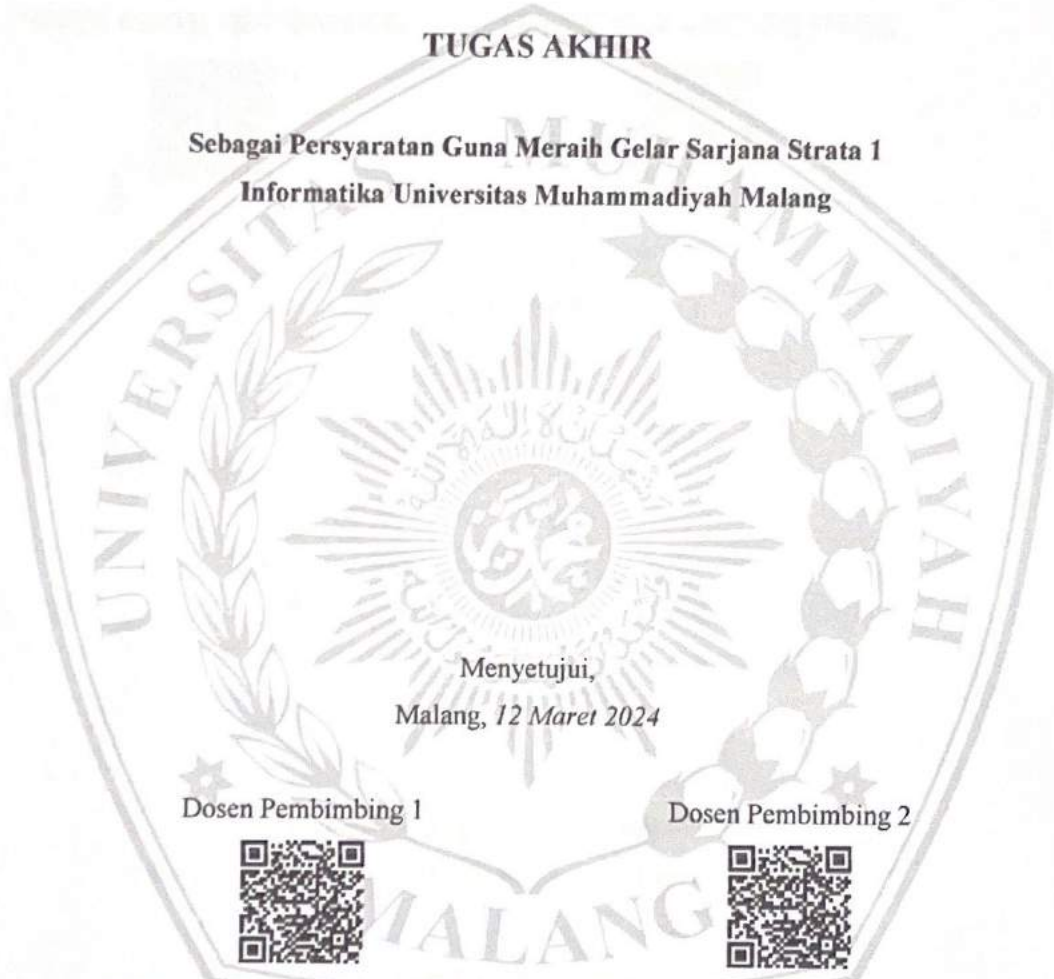 TUGAS AKHIR
Sebagai Persyaratan Guna Meraih Gelar Sarjana Strata 1
Informatika Universitas Muhammadiyah Malang
UNIVERSITAS MUHAMMADIYAH
Menyetujui,
Malang, 12 Maret 2024
Dosen Pembimbing 1
Dosen Pembimbing 2
MALANG